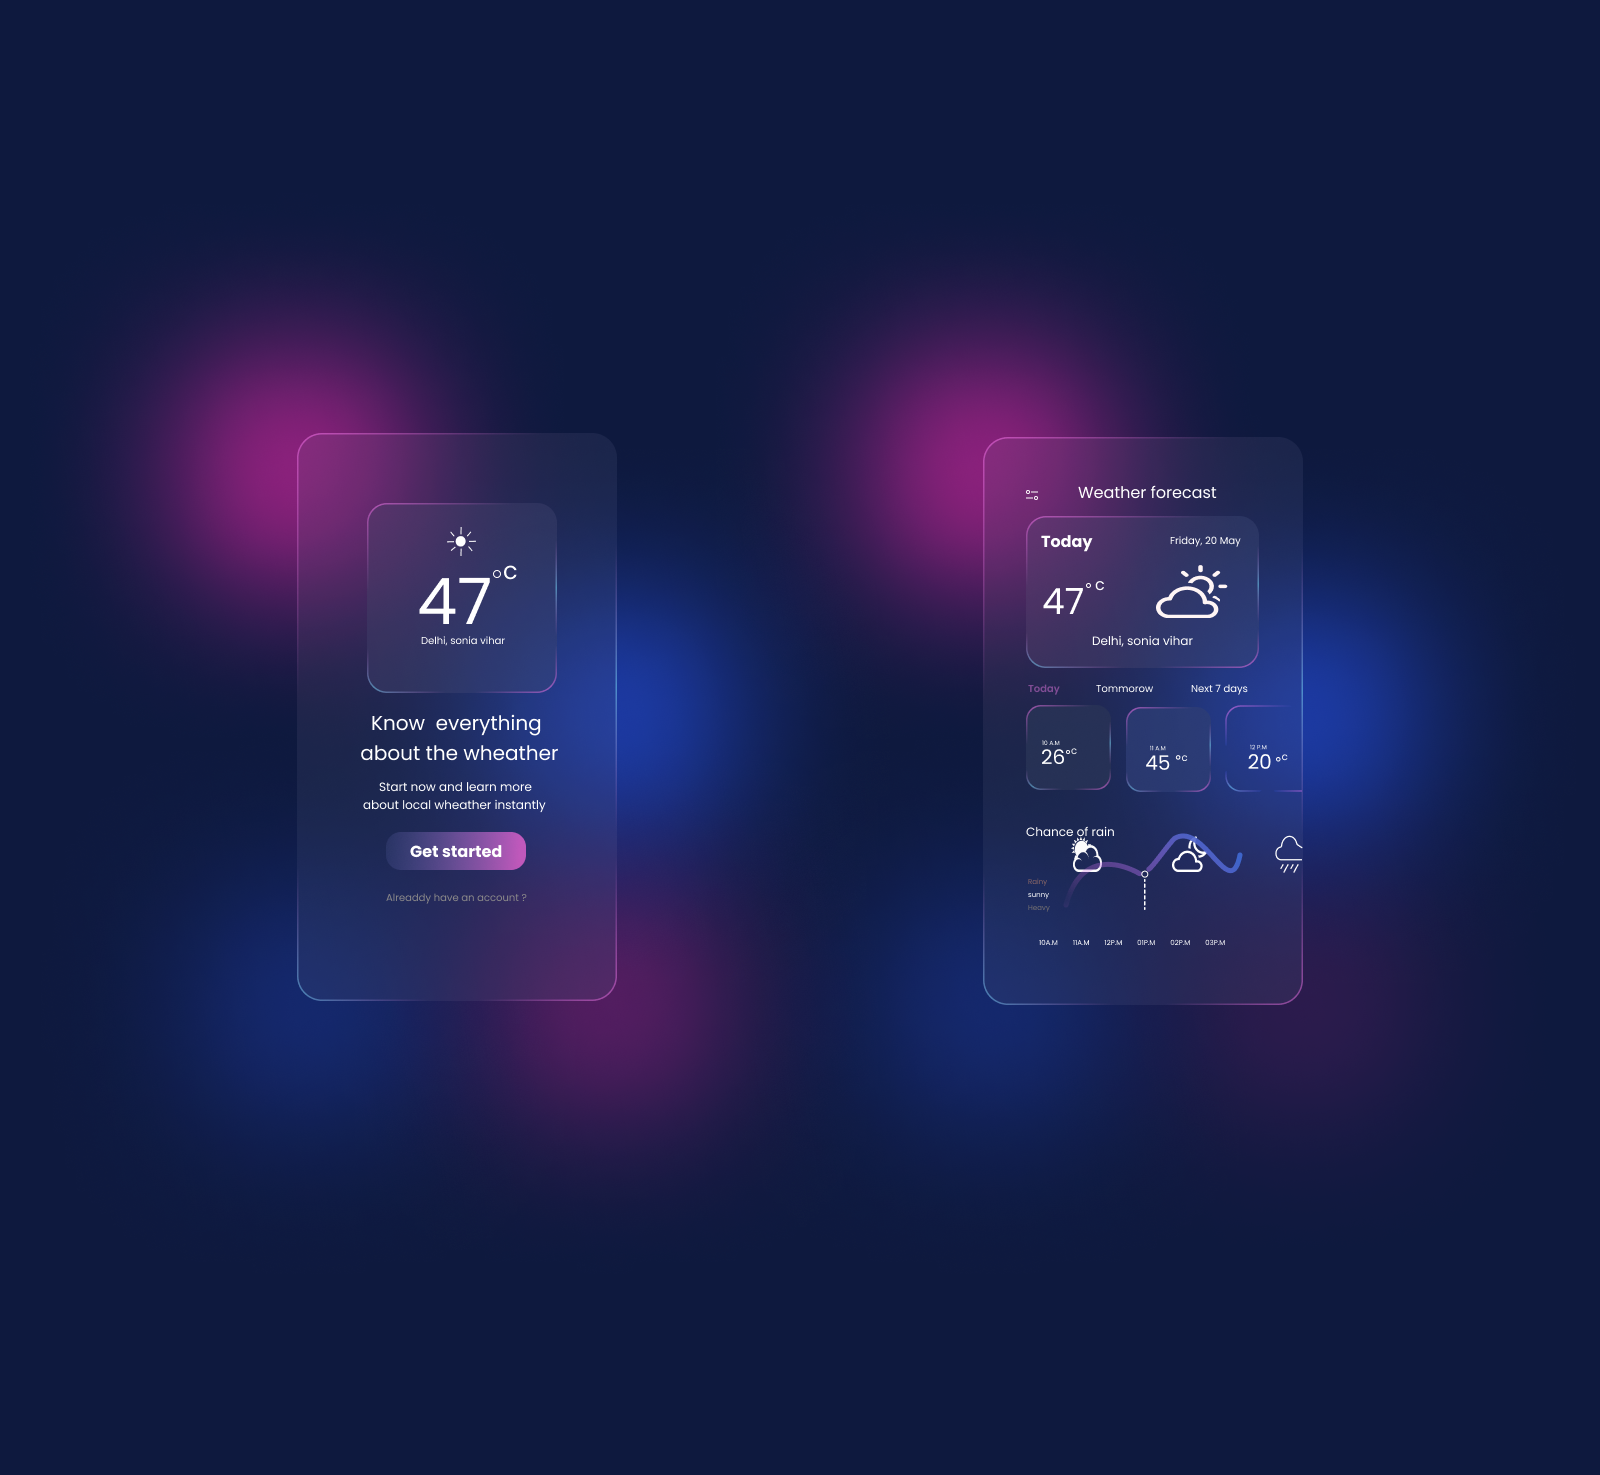 47°C
Delhi, sonia vihar
Know everything
about the wheather
Start now and learn more
about local wheather instantly
Get started
Alreaddy have an account ?
Weather forecast
Today
Friday, 20 May
47°C
Delhi, sonia vihar
Today Tommorow Next 7 days
10 A.M
26°C
11 A.M
45 °C
12 P.M
20 °C
Chance of rain
Rainy
sunny
Heavy
10A.M 11A.M 12P.M 01P.M 02P.M 03P.M